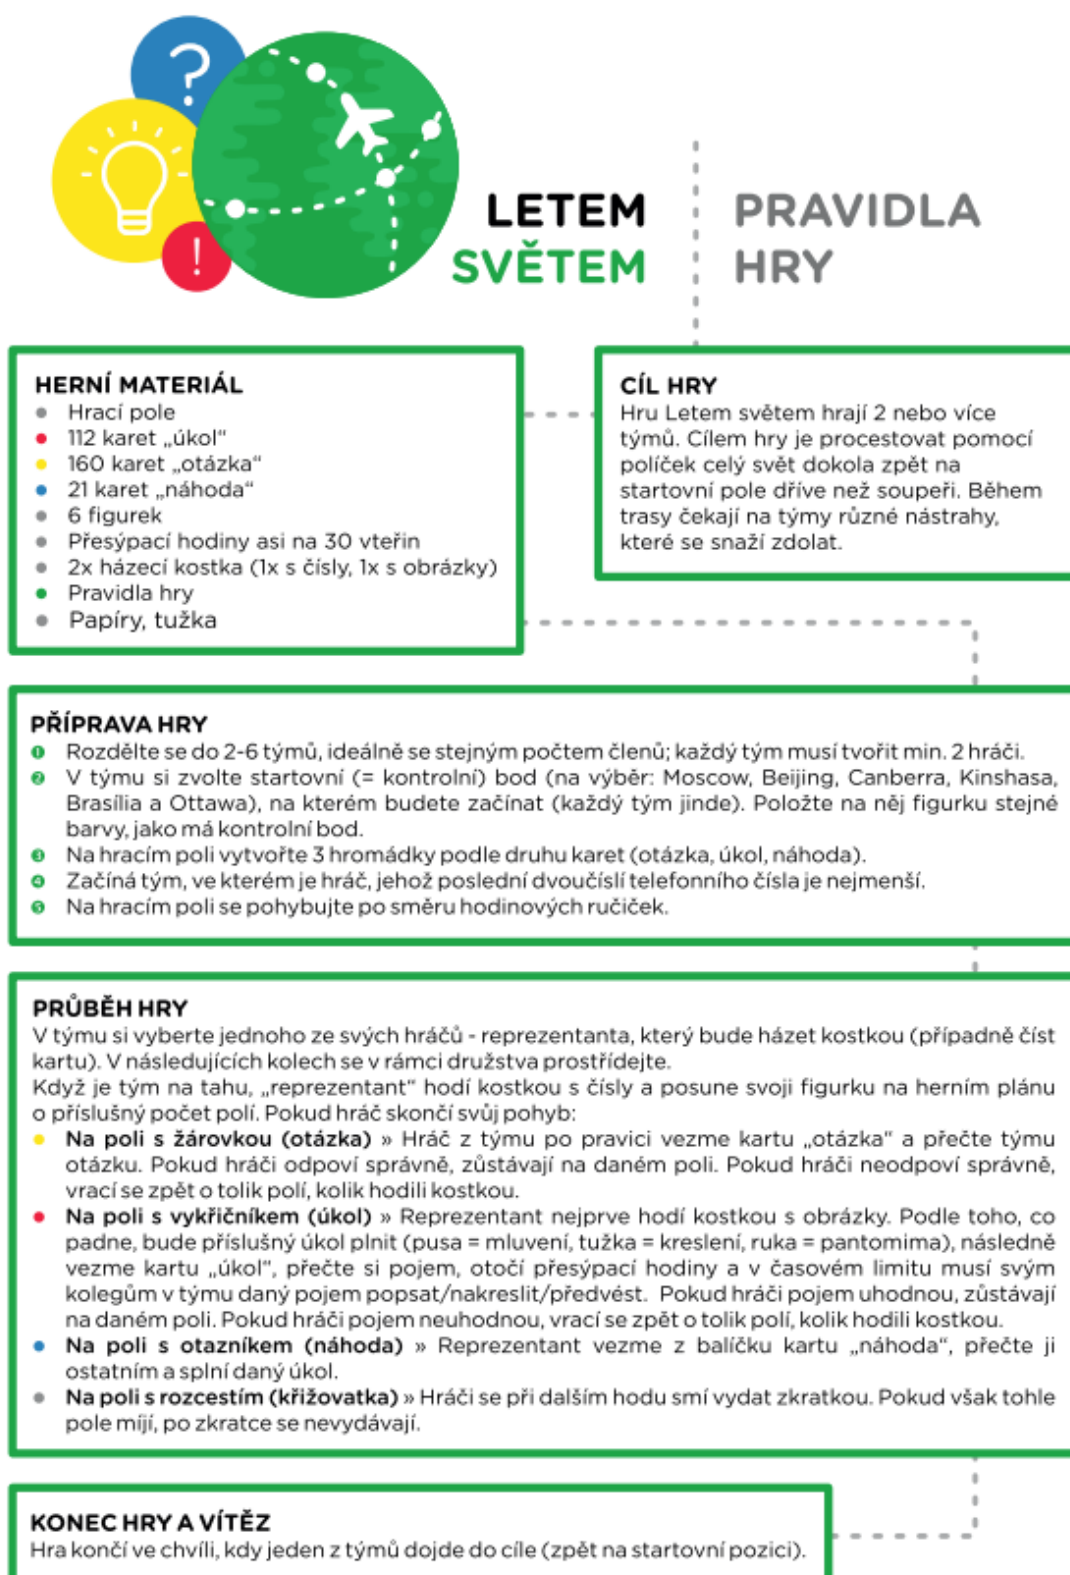 ?
!
LETEM
SVĚTEM
PRAVIDLA
HRY
HERNÍ MATERIÁL
Hrací pole
112 karet „úkol“
160 karet „otázka“
21 karet „náhoda“
6 figurek
Přesýpací hodiny asi na 30 vteřin
2x házecí kostka (1x s čísly, 1x s obrázky)
Pravidla hry
Papíry, tužka
CÍL HRY
Hru Letem světem hrají 2 nebo více
týmů. Cílem hry je procestovat pomocí
políček celý svět dokola zpět na
startovní pole dříve než soupeři. Během
trasy čekají na týmy různé nástrahy,
které se snaží zdolat.
PŘÍPRAVA HRY
1 Rozdělte se do 2-6 týmů, ideálně se stejným počtem členů; každý tým musí tvořit min. 2 hráči.
2 V týmu si zvolte startovní (= kontrolní) bod (na výběr: Moscow, Beijing, Canberra, Kinshasa,
Brasília a Ottawa), na kterém budete začínat (každý tým jinde). Položte na něj figurku stejné
barvy, jako má kontrolní bod.
3 Na hracím poli vytvořte 3 hromádky podle druhu karet (otázka, úkol, náhoda).
4 Začíná tým, ve kterém je hráč, jehož poslední dvoučíslí telefonního čísla je nejmenší.
5 Na hracím poli se pohybujte po směru hodinových ručiček.
PRŮBĚH HRY
V týmu si vyberte jednoho ze svých hráčů - reprezentanta, který bude házet kostkou (případně číst
kartu). V následujících kolech se v rámci družstva prostřídejte.
Když je tým na tahu, „reprezentant“ hodí kostkou s čísly a posune svoji figurku na herním plánu
o příslušný počet polí. Pokud hráč skončí svůj pohyb:
Na poli s žárovkou (otázka) » Hráč z týmu po pravici vezme kartu „otázka“ a přečte týmu
otázku. Pokud hráči odpoví správně, zůstávají na daném poli. Pokud hráči neodpoví správně,
vrací se zpět o tolik polí, kolik hodili kostkou.
Na poli s vykřičníkem (úkol) » Reprezentant nejprve hodí kostkou s obrázky. Podle toho, co
padne, bude příslušný úkol plnit (pusa = mluvení, tužka = kreslení, ruka = pantomima), následně
vezme kartu „úkol“, přečte si pojem, otočí přesýpací hodiny a v časovém limitu musí svým
kolegům v týmu daný pojem popsat/nakreslit/předvést. Pokud hráči pojem uhodnou, zůstávají
na daném poli. Pokud hráči pojem neuhodnou, vrací se zpět o tolik polí, kolik hodili kostkou.
Na poli s otazníkem (náhoda) » Reprezentant vezme z balíčku kartu „náhoda“, přečte ji
ostatním a splní daný úkol.
Na poli s rozcestím (křižovatka) » Hráči se při dalším hodu smí vydat zkratkou. Pokud však tohle
pole míjí, po zkratce se nevydávají.
KONEC HRY A VÍTĚZ
Hra končí ve chvíli, kdy jeden z týmů dojde do cíle (zpět na startovní pozici).